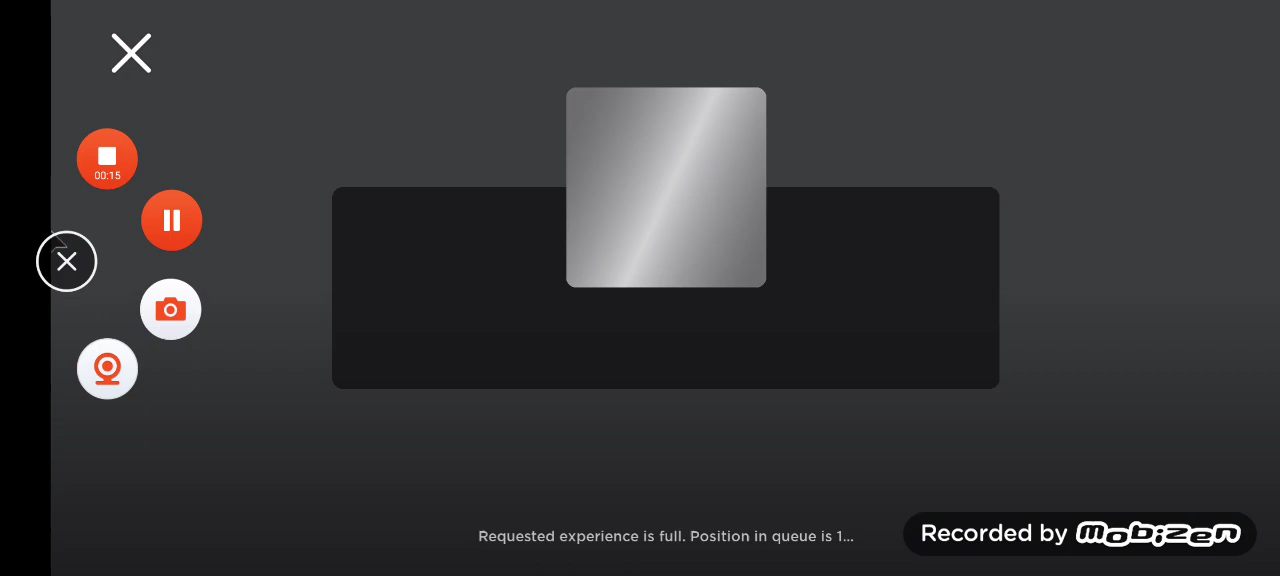 00:15
Requested experience is full. Position in queue is 1...
Recorded by mobizen